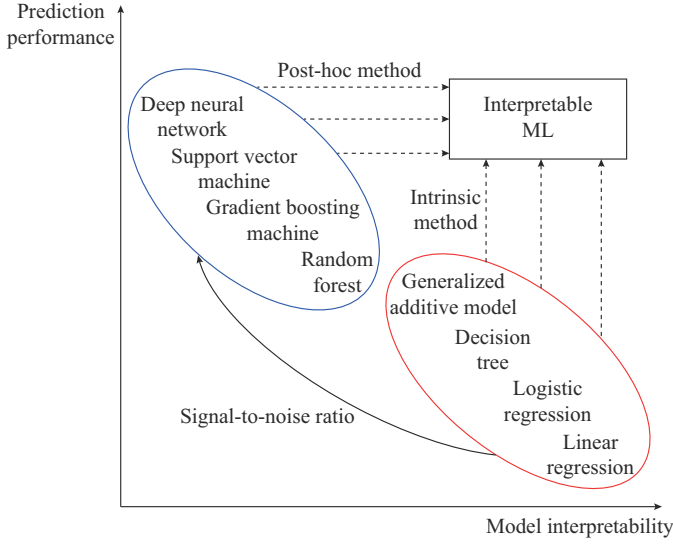 Prediction
performance
Post-hoc method
Interpretable
ML
Deep neural
network
Support vector
machine
Gradient boosting
machine
Random
forest
Intrinsic
method
Generalized
additive model
Decision
tree
Logistic
regression
Linear
regression
Signal-to-noise ratio
Model interpretability